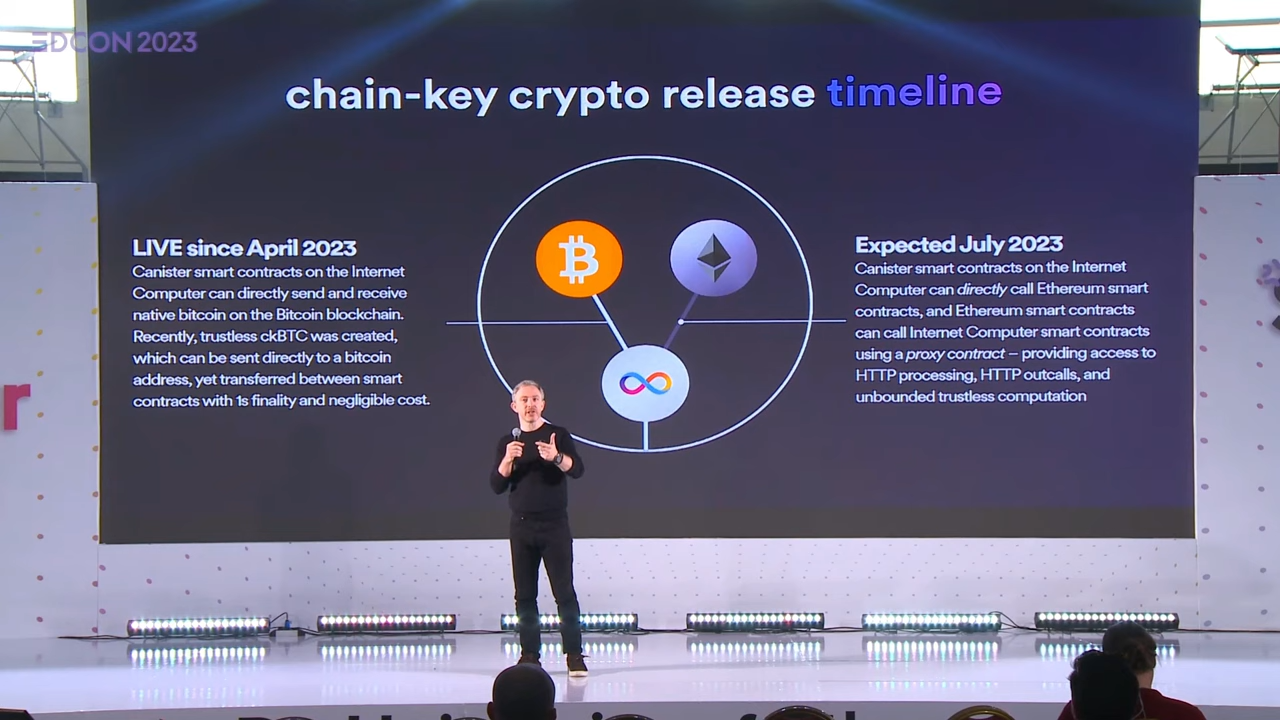 EDCON 2023
chain-key crypto release timeline
LIVE since April 2023
Canister smart contracts on the Internet
Computer can directly send and receive
native bitcoin on the Bitcoin blockchain.
Recently, trustless ckBTC was created,
which can be sent directly to a bitcoin
address, yet transferred between smart
contracts with 1s finality and negligible cost.
Expected July 2023
Canister smart contracts on the Internet
Computer can directly call Ethereum smart
contracts, and Ethereum smart contracts
can call Internet Computer smart contracts
using a proxy contract – providing access to
HTTP processing, HTTP outcalls, and
unbounded trustless computation
r